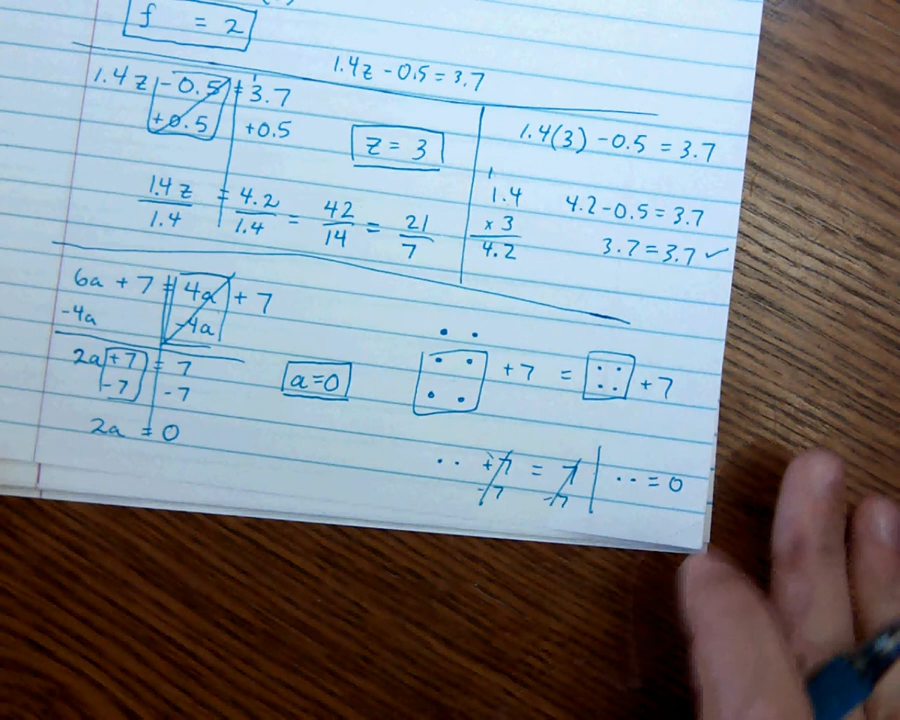 f = 2
1.4z - 0.5 = 3.7
1.4z - 0.5 = 3.7
+0.5 +0.5
z = 3
1.4z/1.4 = 4.2/1.4 = 42/14 = 21/7
1.4(3) - 0.5 = 3.7
1
1.4
x 3
4.2
4.2 - 0.5 = 3.7
3.7 = 3.7 ✓
6a + 7 = 4a + 7
-4a -4a
2a + 7 = 7
-7 -7
2a = 0
a = 0
• •
• • • • + 7 = • • • • + 7
• • + 7 = 7 | • • = 0
-7 -7